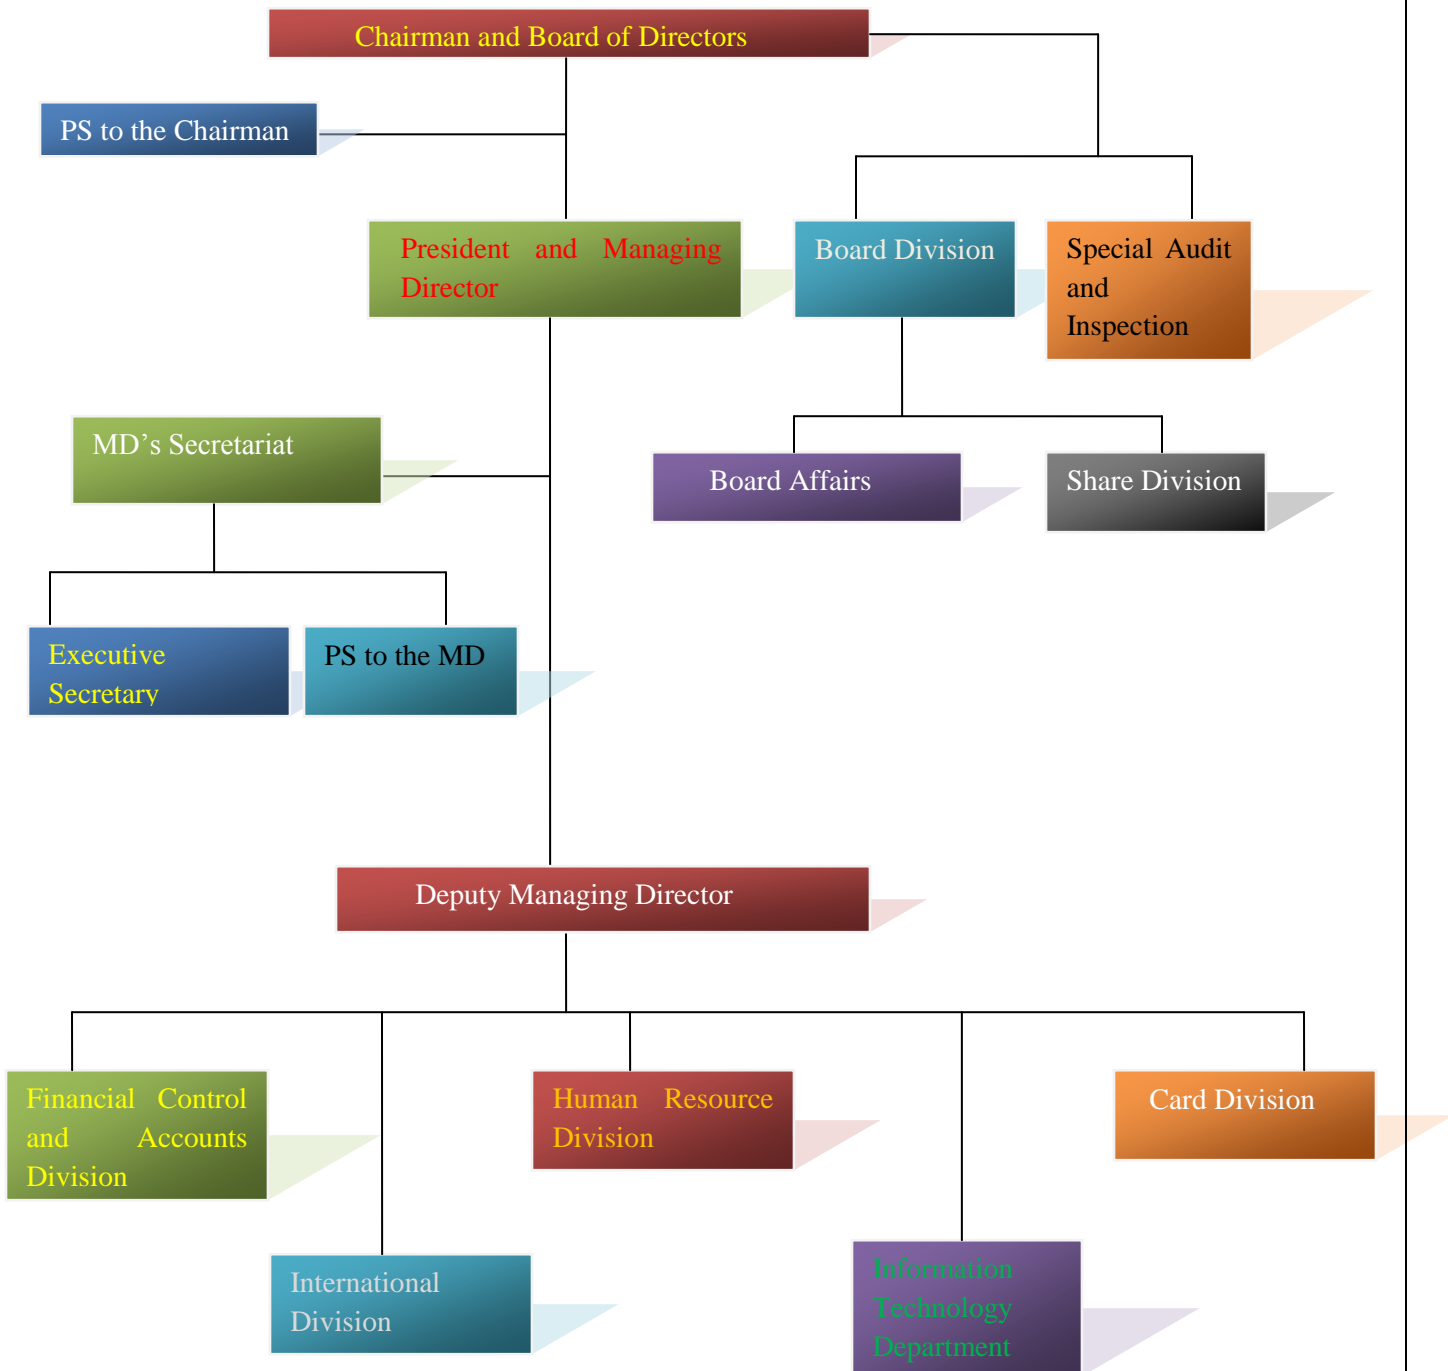 Chairman and Board of Directors
PS to the Chairman
President and Managing
Director
Board Division
Special Audit
and
Inspection
MD’s Secretariat
Board Affairs
Share Division
Executive
Secretary
PS to the MD
Deputy Managing Director
Financial Control
and Accounts
Division
Human Resource
Division
Card Division
International
Division
Information
Technology
Department